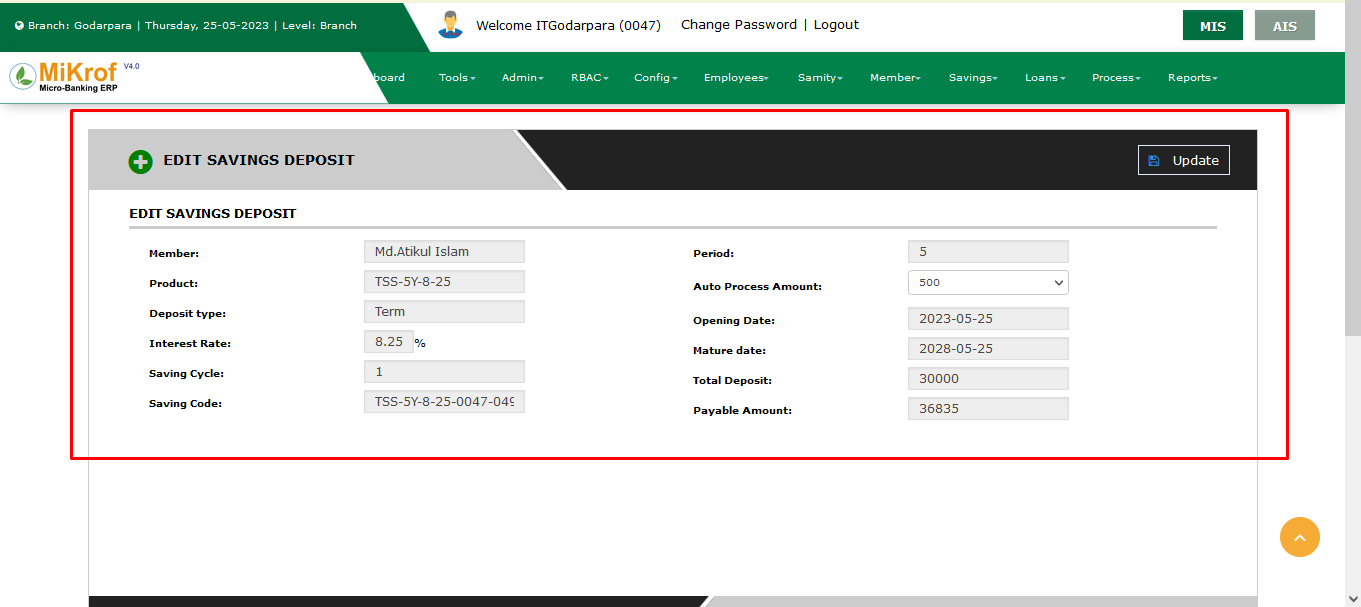 Branch: Godarpara | Thursday, 25-05-2023 | Level: Branch
Welcome ITGodarpara (0047) Change Password | Logout
MIS AIS
MiKrof V4.0
Micro-Banking ERP
board Tools Admin RBAC Config Employees Samity Member Savings Loans Process Reports
EDIT SAVINGS DEPOSIT
Update
EDIT SAVINGS DEPOSIT
Member: Md.Atikul Islam
Product: TSS-5Y-8-25
Deposit type: Term
Interest Rate: 8.25 %
Saving Cycle: 1
Saving Code: TSS-5Y-8-25-0047-049
Period: 5
Auto Process Amount: 500
Opening Date: 2023-05-25
Mature date: 2028-05-25
Total Deposit: 30000
Payable Amount: 36835